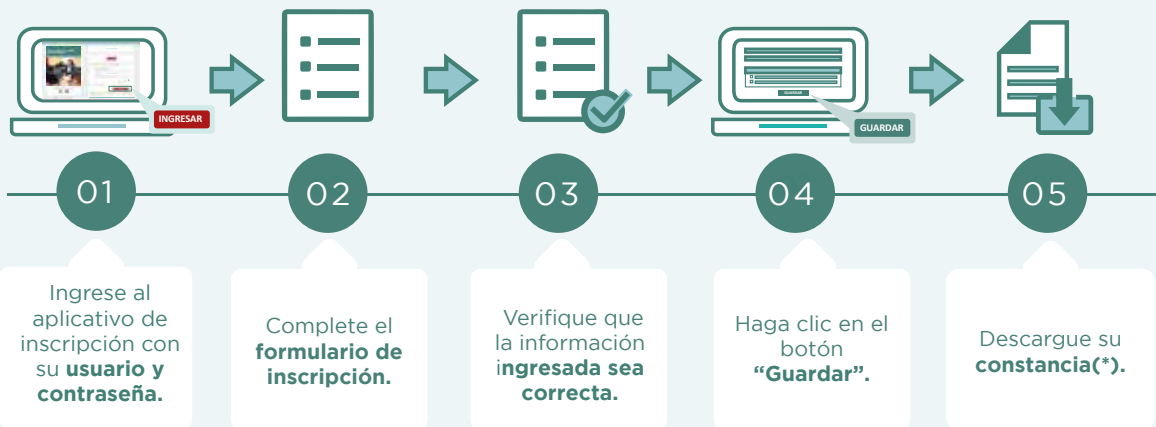 INGRESAR
GUARDAR
GUARDAR
01
02
03
04
05
Ingrese al
aplicativo de
inscripción con
su usuario y
contraseña.
Complete el
formulario de
inscripción.
Verifique que
la información
ingresada sea
correcta.
Haga clic en el
botón
“Guardar”.
Descargue su
constancia(*).